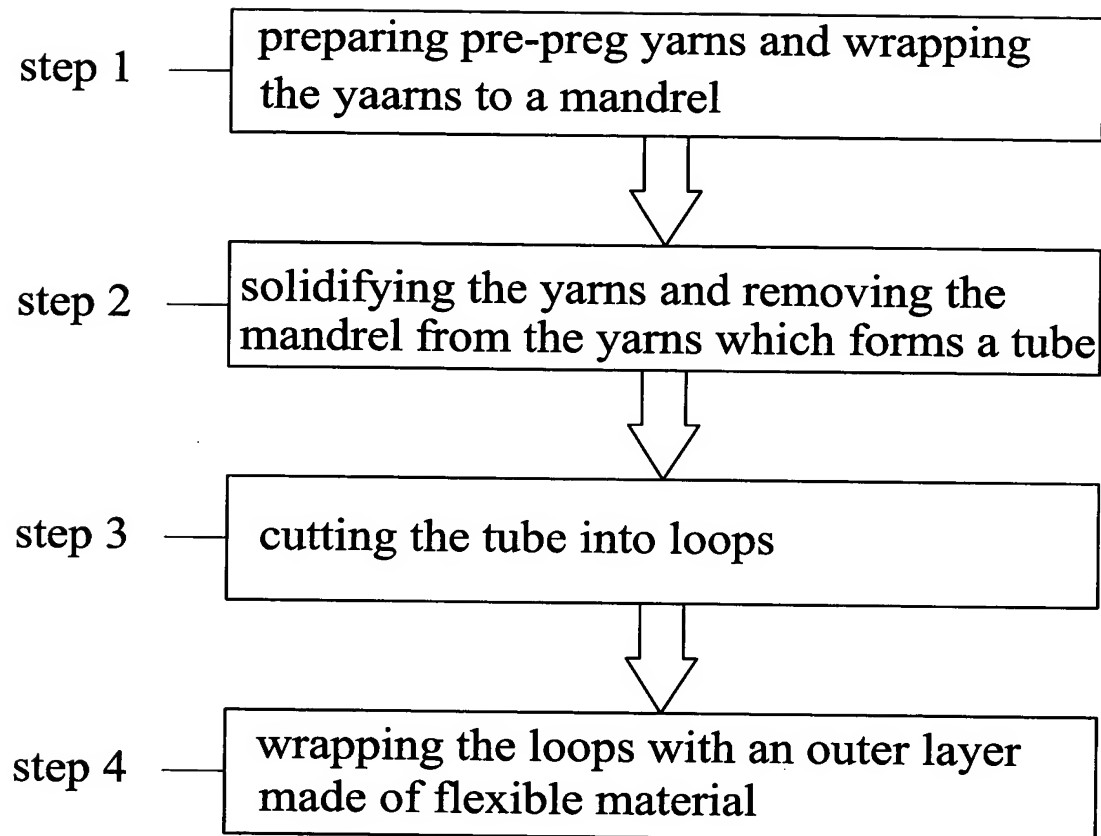 step 1
preparing pre-preg yarns and wrapping
the yaarns to a mandrel
step 2
solidifying the yarns and removing the
mandrel from the yarns which forms a tube
step 3
cutting the tube into loops
step 4
wrapping the loops with an outer layer
made of flexible material